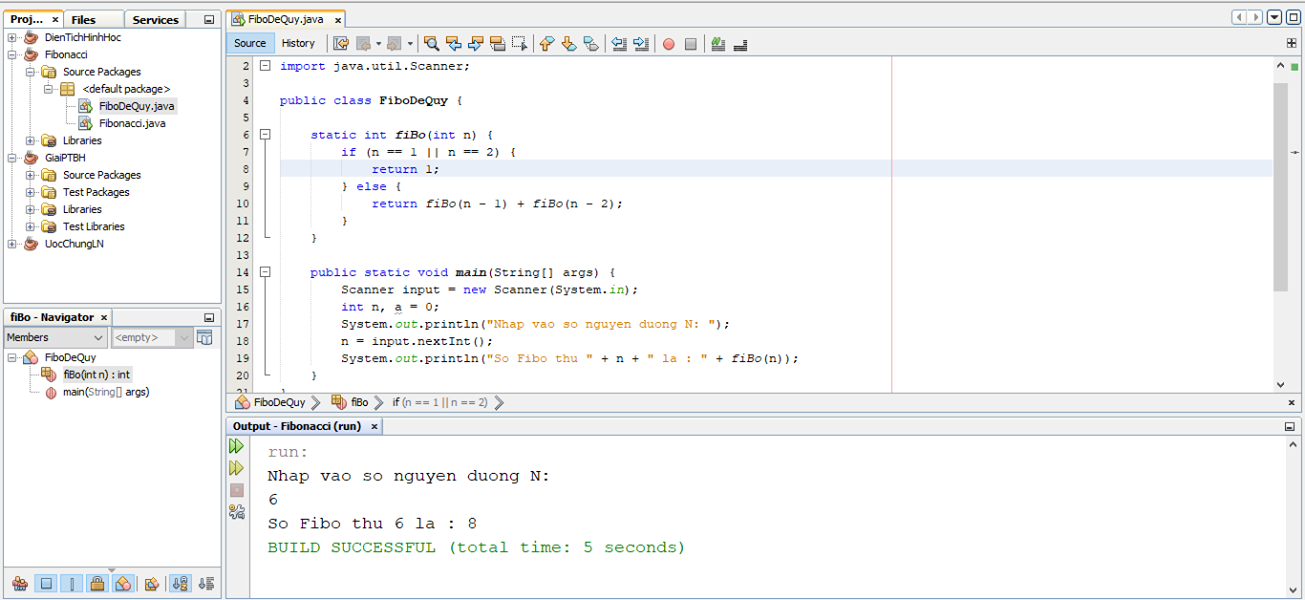 Proj... × Files Services
DienTichHinhHoc
Fibonacci
Source Packages
<default package>
FiboDeQuy.java
Fibonacci.java
Libraries
GiaiPTBH
Source Packages
Test Packages
Libraries
Test Libraries
UocChungLN
fiBo - Navigator ×
Members <empty>
FiboDeQuy
fiBo(int n) : int
main(String[] args)
FiboDeQuy.java ×
Source History
2 import java.util.Scanner;
3
4 public class FiboDeQuy {
5
6 static int fiBo(int n) {
7 if (n == 1 || n == 2) {
8 return 1;
9 } else {
10 return fiBo(n - 1) + fiBo(n - 2);
11 }
12 }
13
14 public static void main(String[] args) {
15 Scanner input = new Scanner(System.in);
16 int n, a = 0;
17 System.out.println("Nhap vao so nguyen duong N: ");
18 n = input.nextInt();
19 System.out.println("So Fibo thu " + n + " la : " + fiBo(n));
20 }
21 }
FiboDeQuy fiBo if (n == 1 || n == 2) ×
Output - Fibonacci (run) ×
run:
Nhap vao so nguyen duong N:
6
So Fibo thu 6 la : 8
BUILD SUCCESSFUL (total time: 5 seconds)